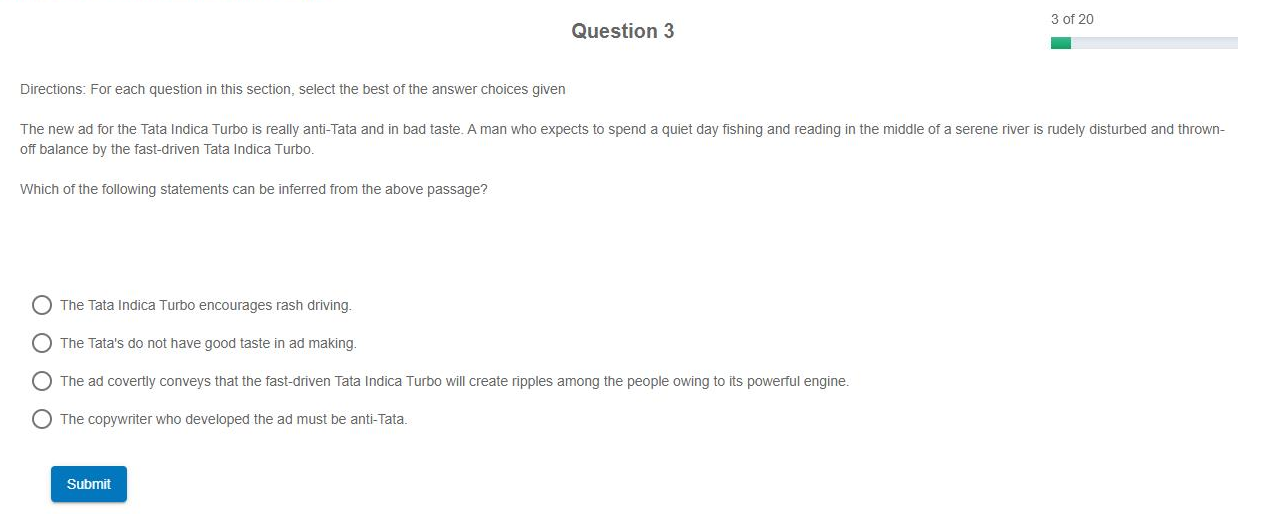 3 of 20
Question 3
Directions: For each question in this section, select the best of the answer choices given
The new ad for the Tata Indica Turbo is really anti-Tata and in bad taste. A man who expects to spend a quiet day fishing and reading in the middle of a serene river is rudely disturbed and thrown-
off balance by the fast-driven Tata Indica Turbo.
Which of the following statements can be inferred from the above passage?
The Tata Indica Turbo encourages rash driving.
The Tata's do not have good taste in ad making.
The ad covertly conveys that the fast-driven Tata Indica Turbo will create ripples among the people owing to its powerful engine.
The copywriter who developed the ad must be anti-Tata.
Submit